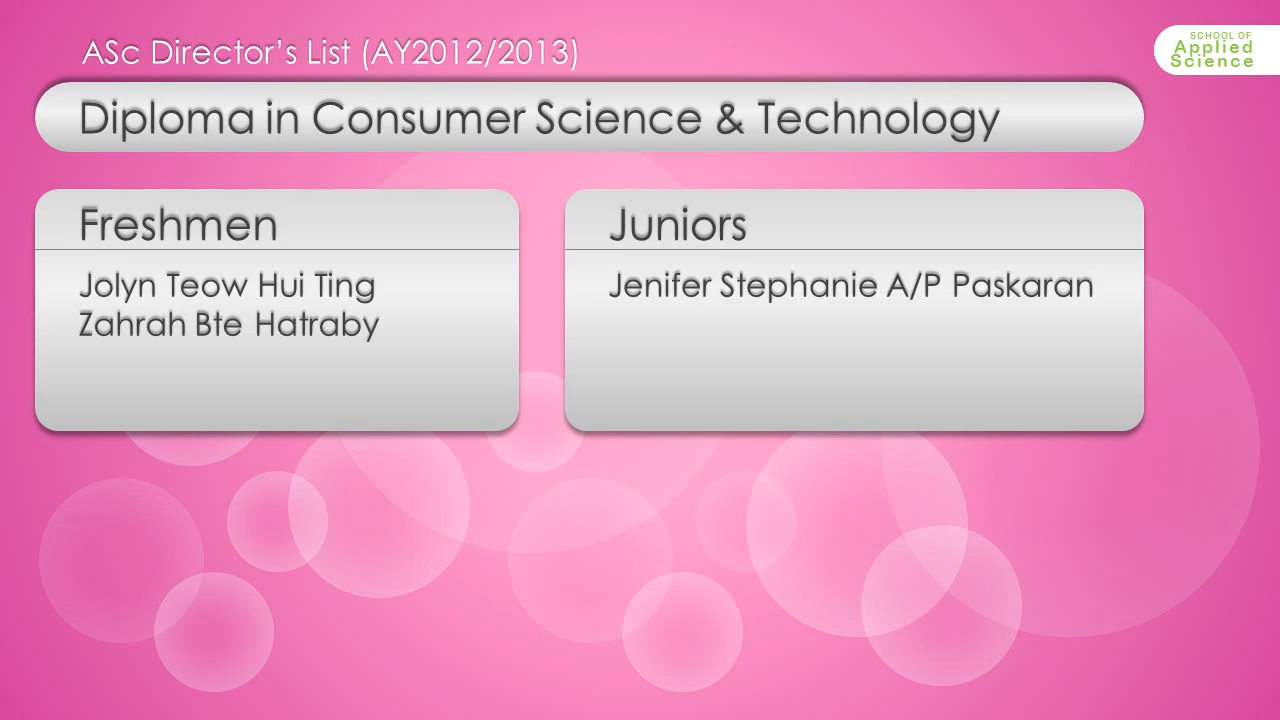 ASc Director’s List (AY2012/2013)
SCHOOL OF
Applied
Science
Diploma in Consumer Science & Technology
Freshmen
Jolyn Teow Hui Ting
Zahrah Bte Hatraby
Juniors
Jenifer Stephanie A/P Paskaran